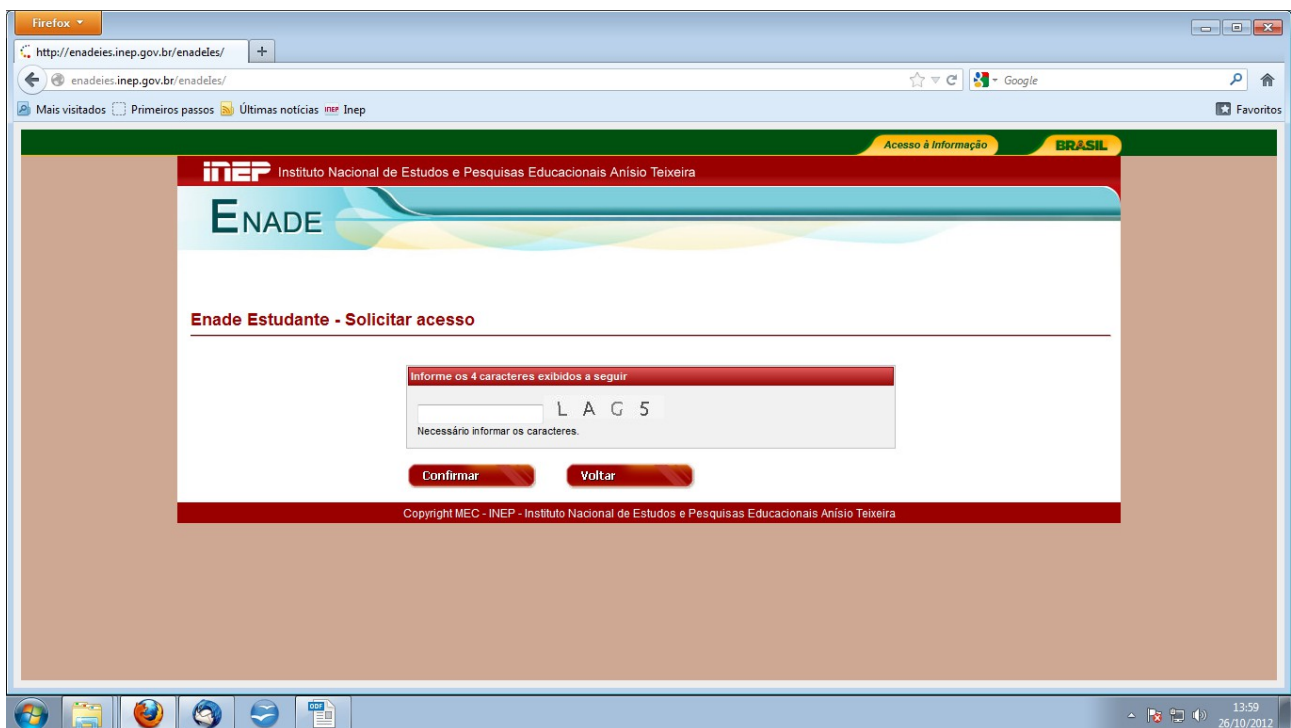 Firefox
http://enadeies.inep.gov.br/enadeIes/
enadeies.inep.gov.br/enadeIes/
Google
Mais visitados Primeiros passos Últimas notícias INEP Inep
Favoritos
Acesso à Informação BRASIL
INEP Instituto Nacional de Estudos e Pesquisas Educacionais Anísio Teixeira
ENADE
Enade Estudante - Solicitar acesso
Informe os 4 caracteres exibidos a seguir
L A G 5
Necessário informar os caracteres.
Confirmar Voltar
Copyright MEC - INEP - Instituto Nacional de Estudos e Pesquisas Educacionais Anísio Teixeira
ODF
13:59
26/10/2012